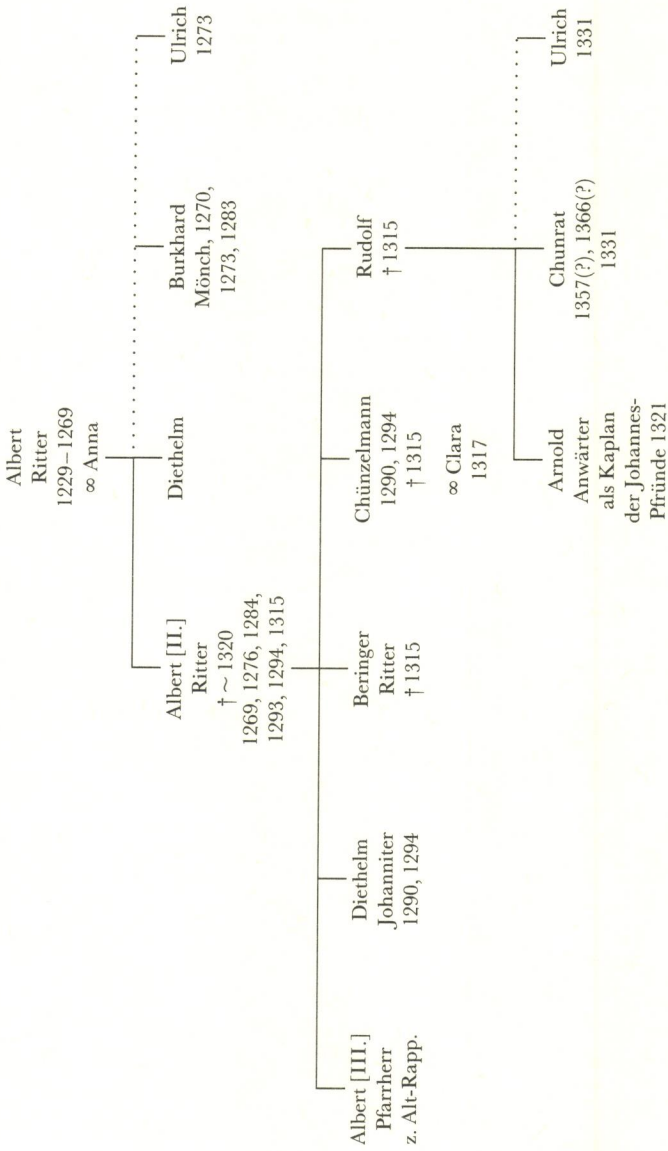 Albert
Ritter
1229–1269
∞ Anna
Albert [II.]
Ritter
† ~ 1320
1269, 1276, 1284,
1293, 1294, 1315
Diethelm
Burkhard
Mönch, 1270,
1273, 1283
Ulrich
1273
Albert [III.]
Pfarrherr
z. Alt-Rapp.
Diethelm
Johanniter
1290, 1294
Beringer
Ritter
† 1315
Chünzelmann
1290, 1294
† 1315
∞ Clara
1317
Rudolf
† 1315
Arnold
Anwärter
als Kaplan
der Johannes-
Pfründe 1321
Chunrat
1357(?), 1366(?)
1331
Ulrich
1331